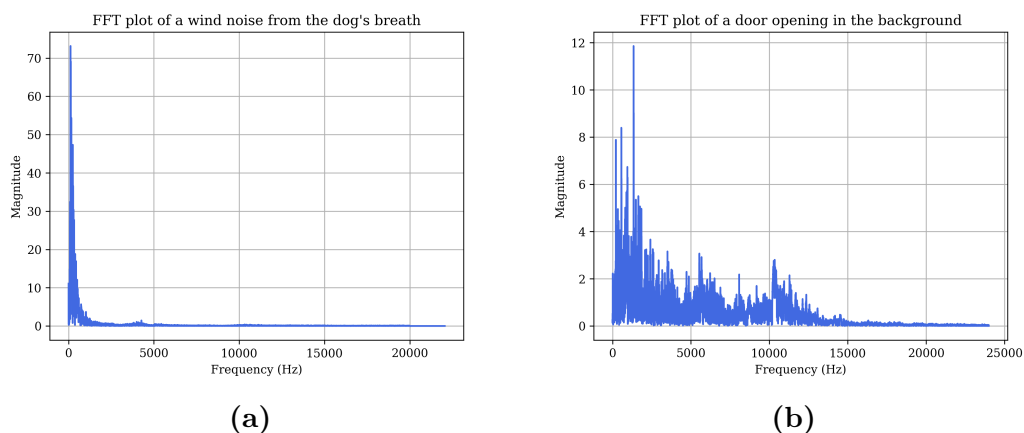 FFT plot of a wind noise from the dog's breath
70
60
50
40
30
20
10
0
Magnitude
0 5000 10000 15000 20000
Frequency (Hz)
(a)
FFT plot of a door opening in the background
12
10
8
6
4
2
0
Magnitude
0 5000 10000 15000 20000 25000
Frequency (Hz)
(b)